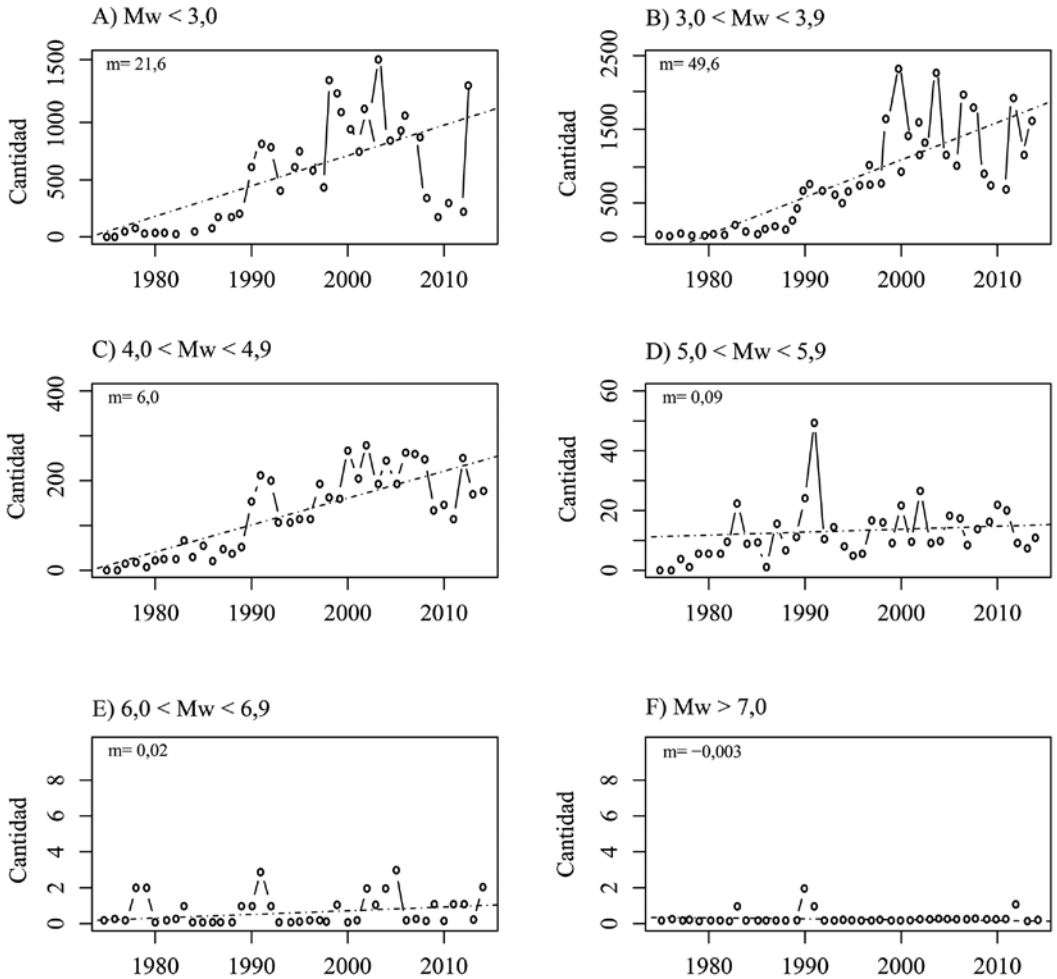 A) Mw < 3,0
m= 21,6
Cantidad
1500
1000
500
0
1980 1990 2000 2010
B) 3,0 < Mw < 3,9
m= 49,6
Cantidad
2500
1500
500
0
1980 1990 2000 2010
C) 4,0 < Mw < 4,9
m= 6,0
Cantidad
400
200
0
1980 1990 2000 2010
D) 5,0 < Mw < 5,9
m= 0,09
Cantidad
60
40
20
0
1980 1990 2000 2010
E) 6,0 < Mw < 6,9
m= 0,02
Cantidad
8
6
4
2
0
1980 1990 2000 2010
F) Mw > 7,0
m= −0,003
Cantidad
8
6
4
2
0
1980 1990 2000 2010